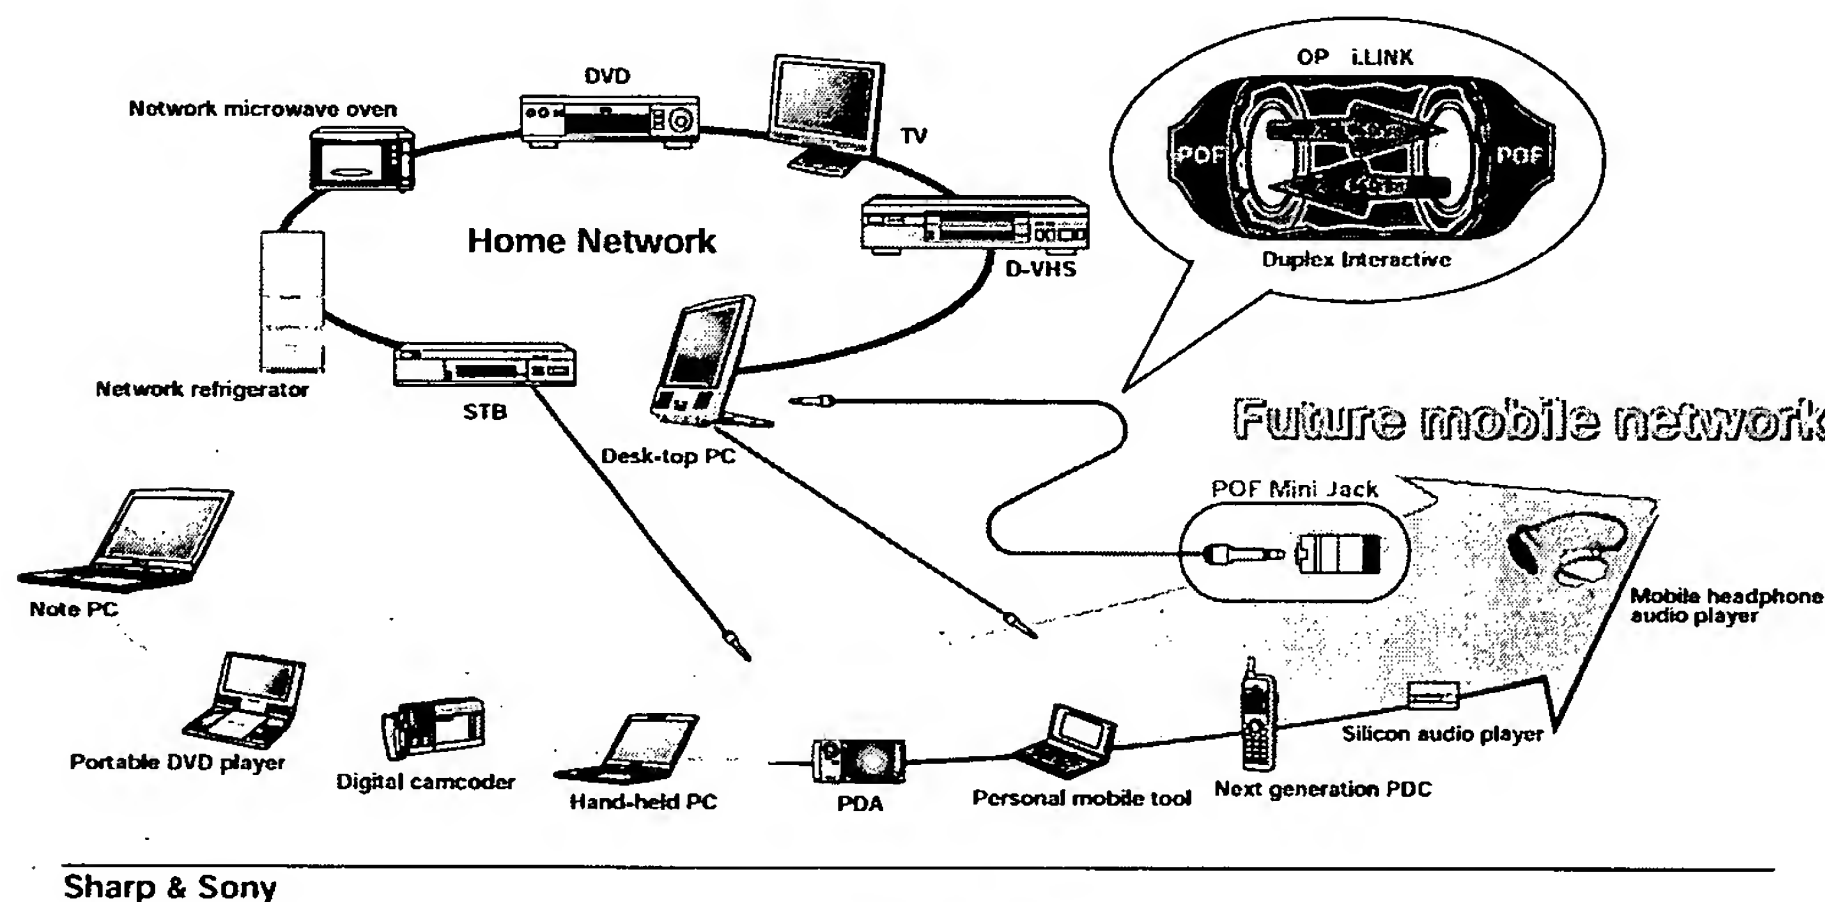 OP i.LINK
DVD
Network microwave oven
TV
POF
POF
Home Network
Duplex Interactive
D-VHS
Network refrigerator
STB
Future mobile network
Desk-top PC
POF Mini Jack
Note PC
Mobile headphone
audio player
Silicon audio player
Portable DVD player
Digital camcoder
Hand-held PC
PDA
Personal mobile tool
Next generation PDC
Sharp & Sony